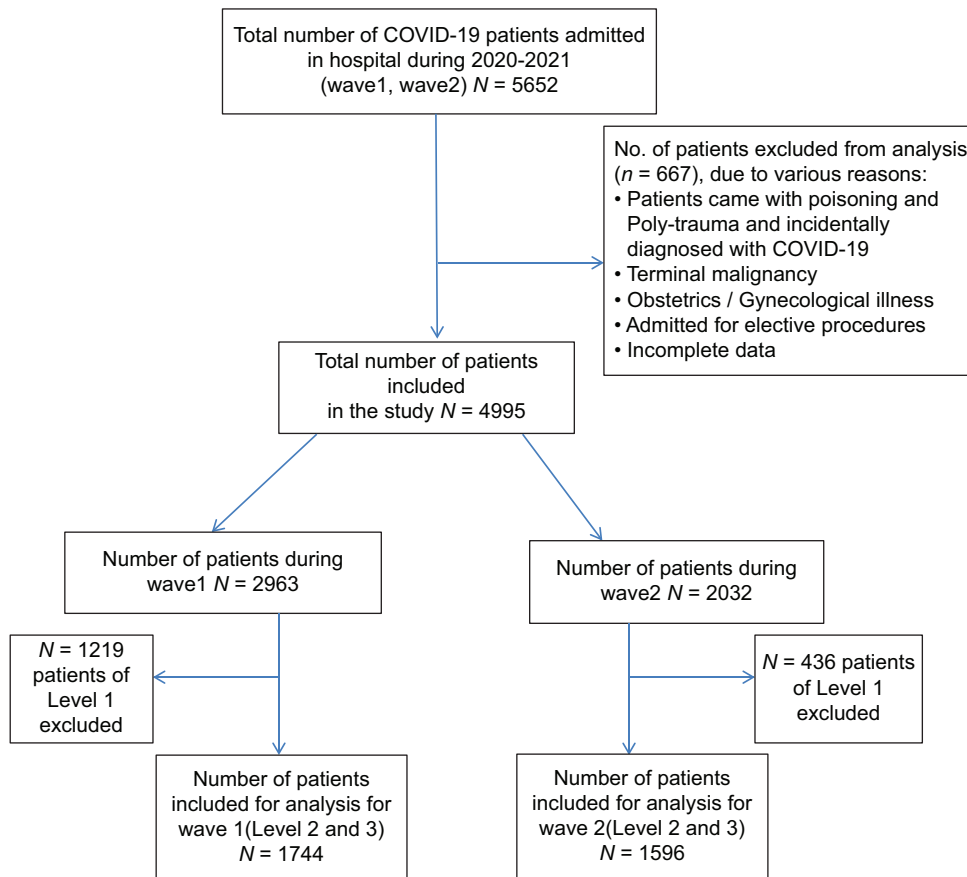 Total number of COVID-19 patients admitted
in hospital during 2020-2021
(wave1, wave2) N = 5652
No. of patients excluded from analysis
(n = 667), due to various reasons:
• Patients came with poisoning and
Poly-trauma and incidentally
diagnosed with COVID-19
• Terminal malignancy
• Obstetrics / Gynecological illness
• Admitted for elective procedures
• Incomplete data
Total number of patients
included
in the study N = 4995
Number of patients during
wave1 N = 2963
Number of patients during
wave2 N = 2032
N = 1219
patients of
Level 1
excluded
N = 436 patients
of Level 1
excluded
Number of patients
included for analysis for
wave 1(Level 2 and 3)
N = 1744
Number of patients
included for analysis for
wave 2(Level 2 and 3)
N = 1596